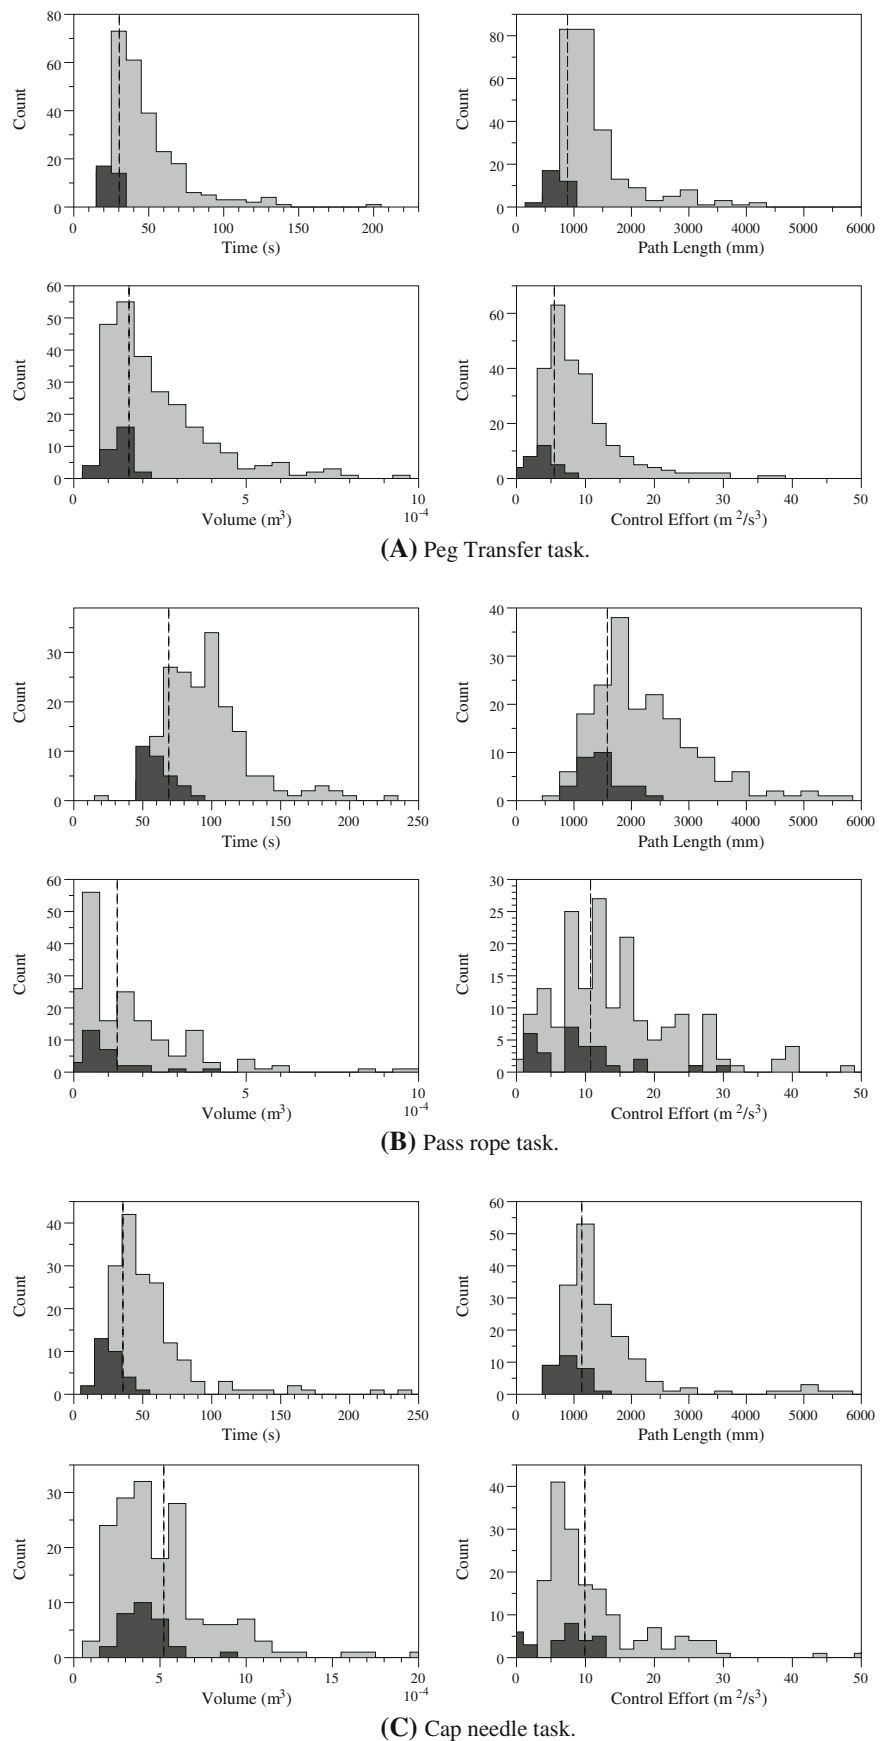 80
60
40
20
0
Count
0 50 100 150 200
Time (s)
80
60
40
20
0
Count
0 1000 2000 3000 4000 5000 6000
Path Length (mm)
60
50
40
30
20
10
0
Count
0 5 10
Volume (m³) 10⁻⁴
60
40
20
0
Count
0 10 20 30 40 50
Control Effort (m²/s³)
(A) Peg Transfer task.
30
20
10
0
Count
0 50 100 150 200 250
Time (s)
40
30
20
10
0
Count
0 1000 2000 3000 4000 5000 6000
Path Length (mm)
60
50
40
30
20
10
0
Count
0 5 10
Volume (m³) 10⁻⁴
30
25
20
15
10
5
0
Count
0 10 20 30 40 50
Control Effort (m²/s³)
(B) Pass rope task.
40
30
20
10
0
Count
0 50 100 150 200 250
Time (s)
60
50
40
30
20
10
0
Count
0 1000 2000 3000 4000 5000 6000
Path Length (mm)
30
20
10
0
Count
0 5 10 15 20
Volume (m³) 10⁻⁴
40
30
20
10
0
Count
0 10 20 30 40 50
Control Effort (m²/s³)
(C) Cap needle task.